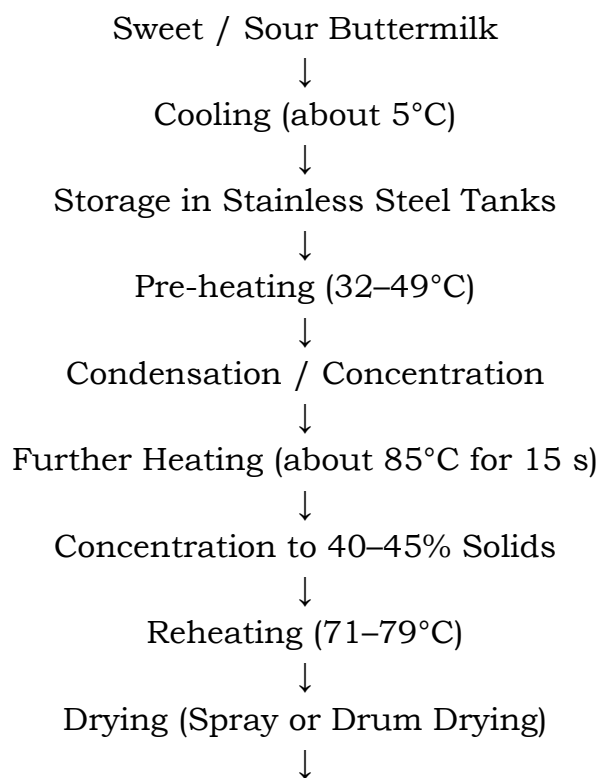 Sweet / Sour Buttermilk
↓
Cooling (about 5°C)
↓
Storage in Stainless Steel Tanks
↓
Pre-heating (32–49°C)
↓
Condensation / Concentration
↓
Further Heating (about 85°C for 15 s)
↓
Concentration to 40–45% Solids
↓
Reheating (71–79°C)
↓
Drying (Spray or Drum Drying)
↓